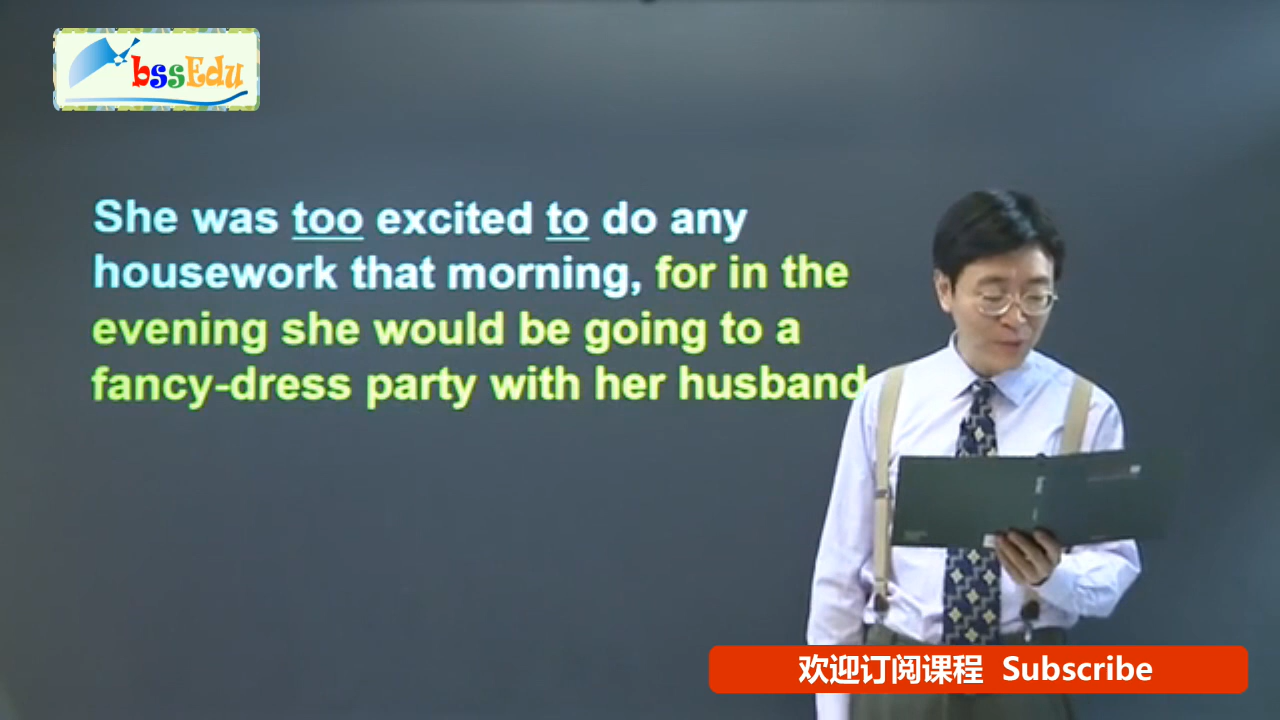 bssEdu
She was too excited to do any
housework that morning, for in the
evening she would be going to a
fancy-dress party with her husband
欢迎订阅课程 Subscribe